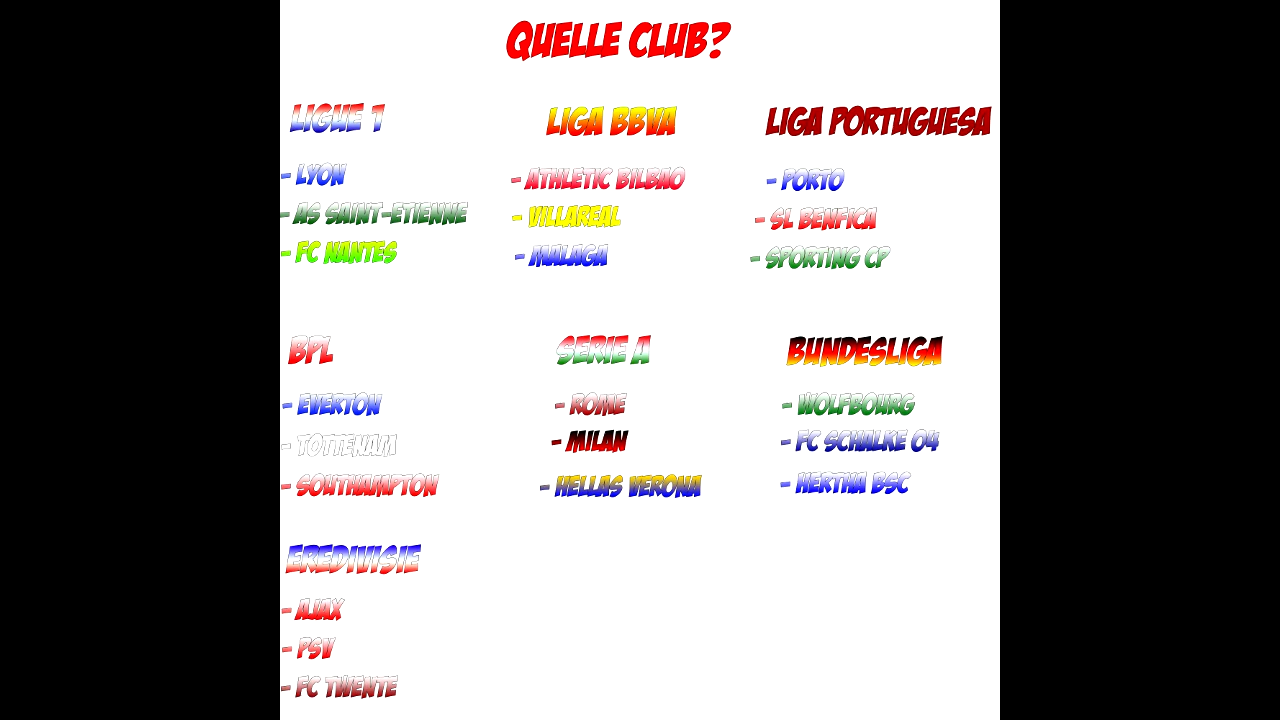 QUELLE CLUB?
LIGUE 1
- LYON
- AS SAINT-ETIENNE
- FC NANTES
LIGA BBVA
- ATHLETIC BILBAO
- VILLAREAL
- MALAGA
LIGA PORTUGUESA
- PORTO
- SL BENFICA
- SPORTING CP
BPL
- EVERTON
- TOTTEHAM
- SOUTHAMPTON
SERIE A
- ROME
- MILAN
- HELLAS VERONA
BUNDESLIGA
- WOLFBOURG
- FC SCHALKE 04
- HERTHA BSC
EREDIVISIE
- AJAX
- PSV
- FC TWENTE